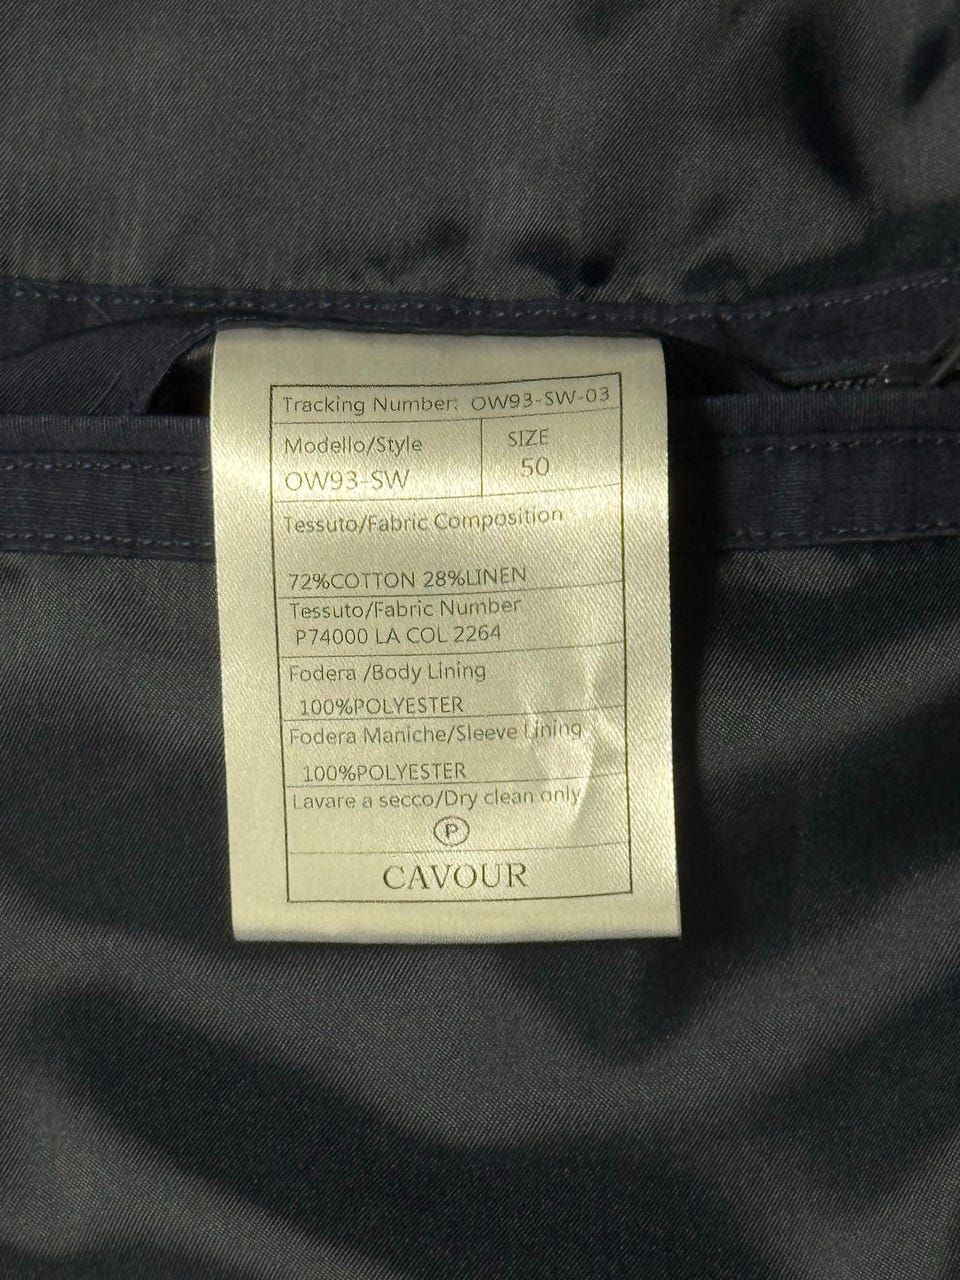 Tracking Number: OW93-SW-03
Modello/Style
OW93-SW
SIZE
50
Tessuto/Fabric Composition
72%COTTON 28%LINEN
Tessuto/Fabric Number
P74000 LA COL 2264
Fodera /Body Lining
100%POLYESTER
Fodera Maniche/Sleeve Lining
100%POLYESTER
Lavare a secco/Dry clean only
P
CAVOUR